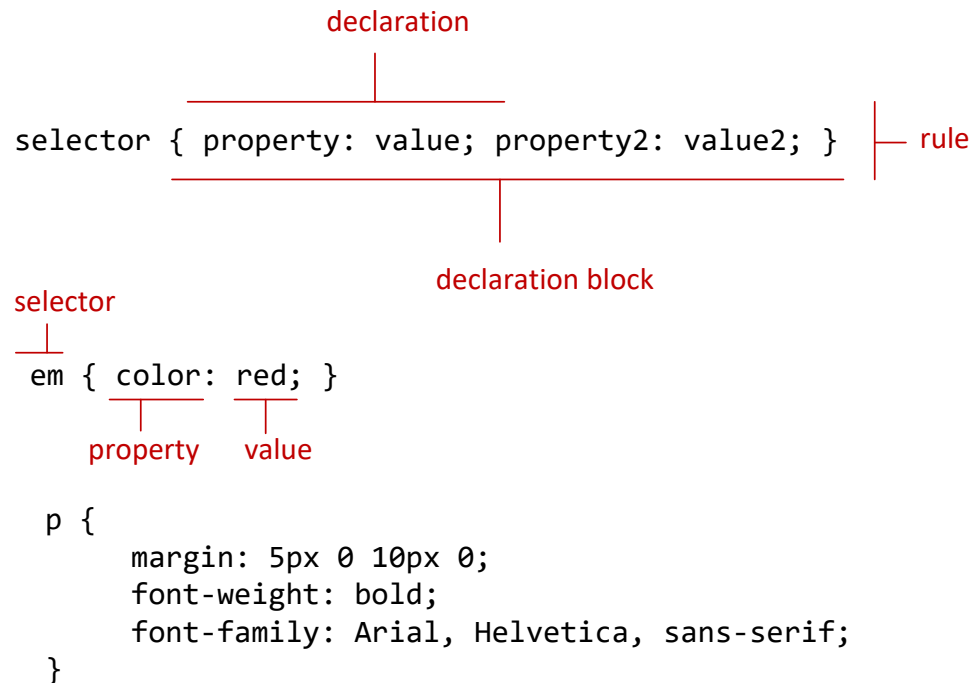 declaration
selector { property: value; property2: value2; }
rule
declaration block
selector
em { color: red; }
property value
p {
margin: 5px 0 10px 0;
font-weight: bold;
font-family: Arial, Helvetica, sans-serif;
}